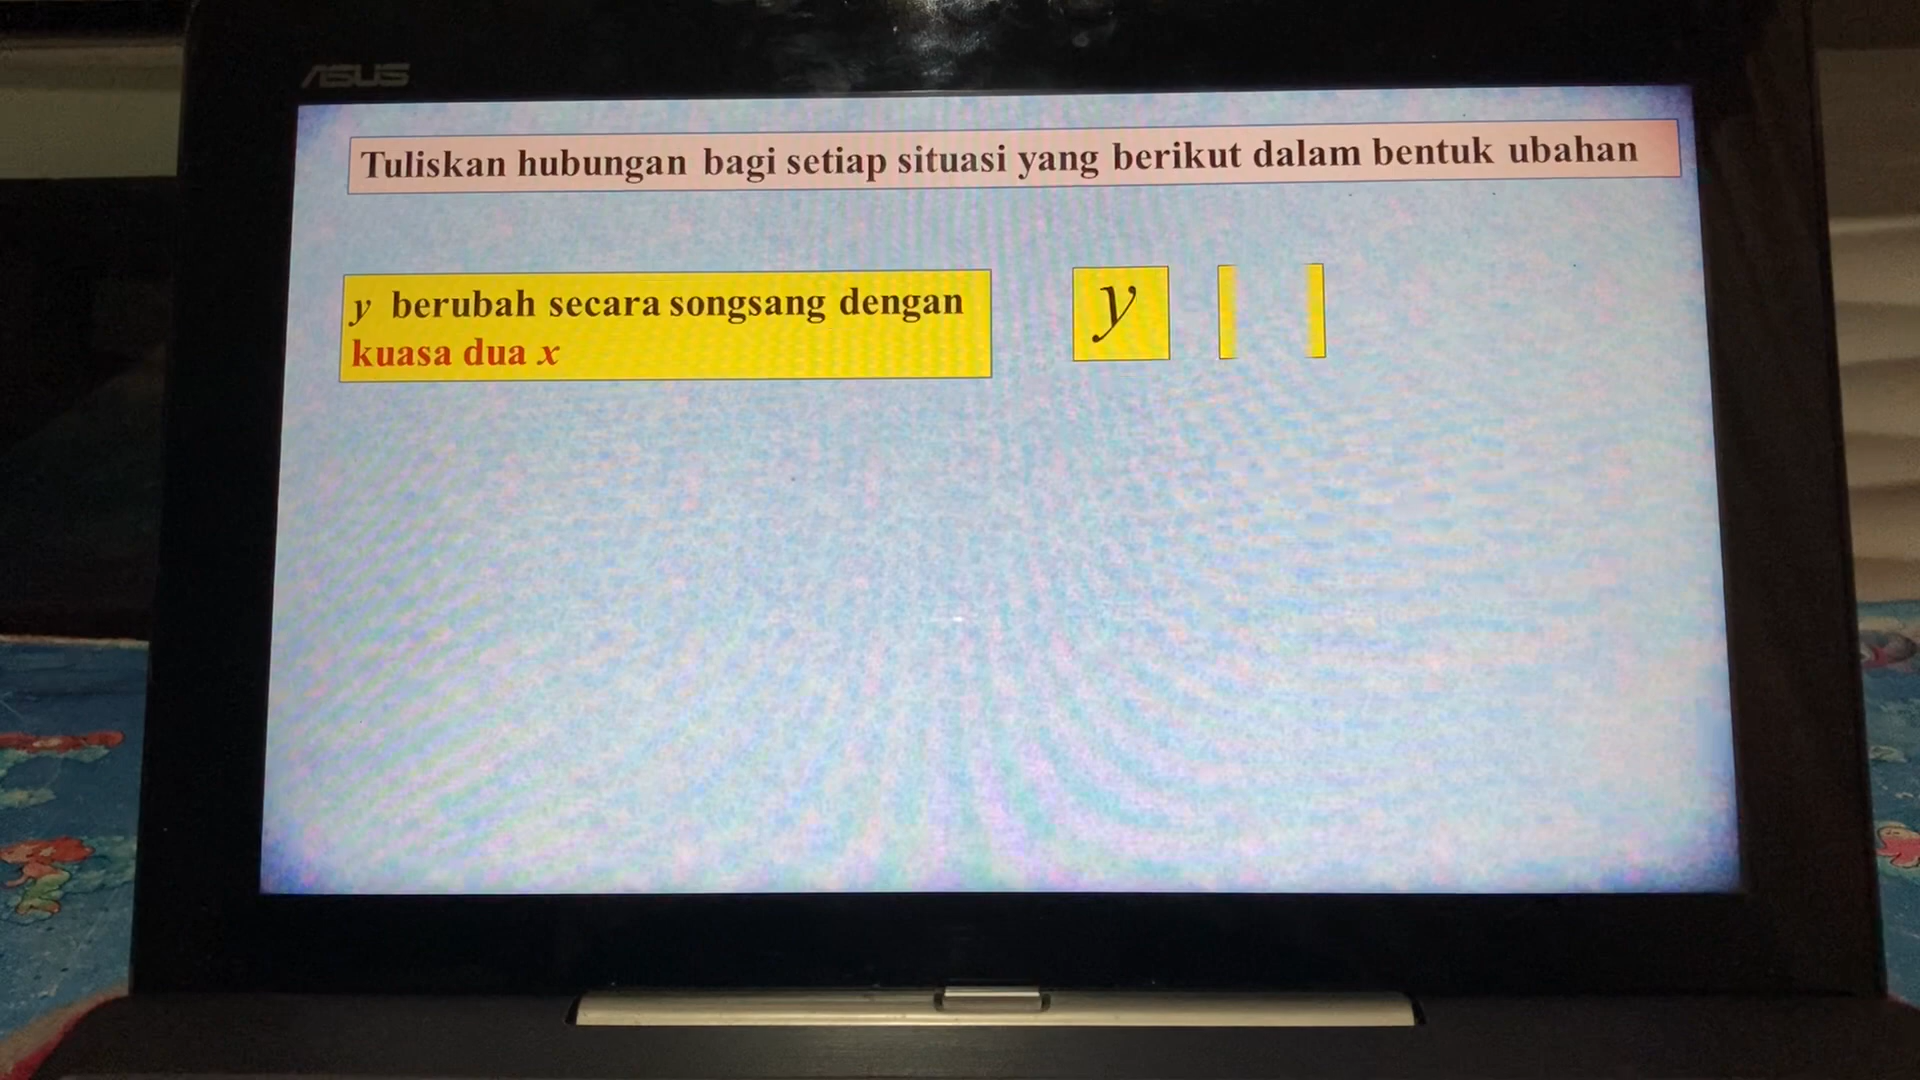 ASUS
Tuliskan hubungan bagi setiap situasi yang berikut dalam bentuk ubahan
y berubah secara songsang dengan
kuasa dua x
y